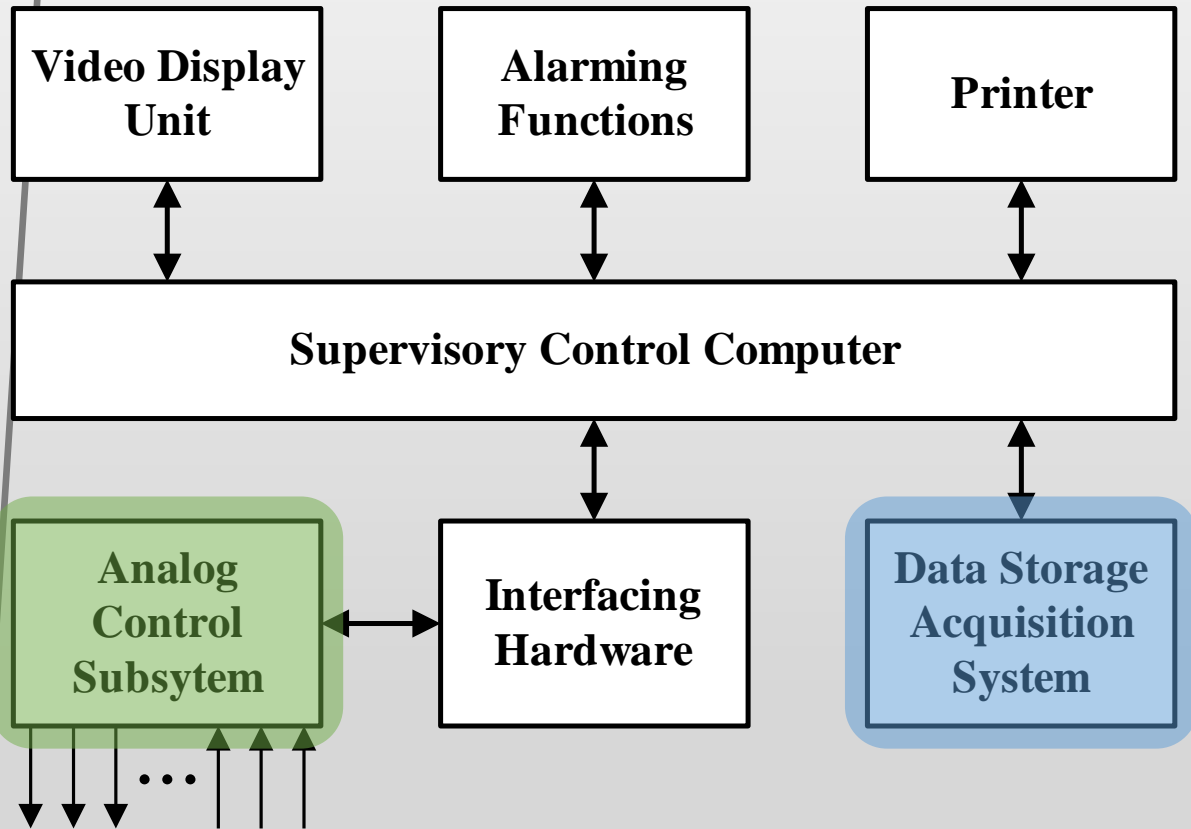 Video Display
Unit
Alarming
Functions
Printer
Supervisory Control Computer
Analog
Control
Subsytem
Interfacing
Hardware
Data Storage
Acquisition
System
...